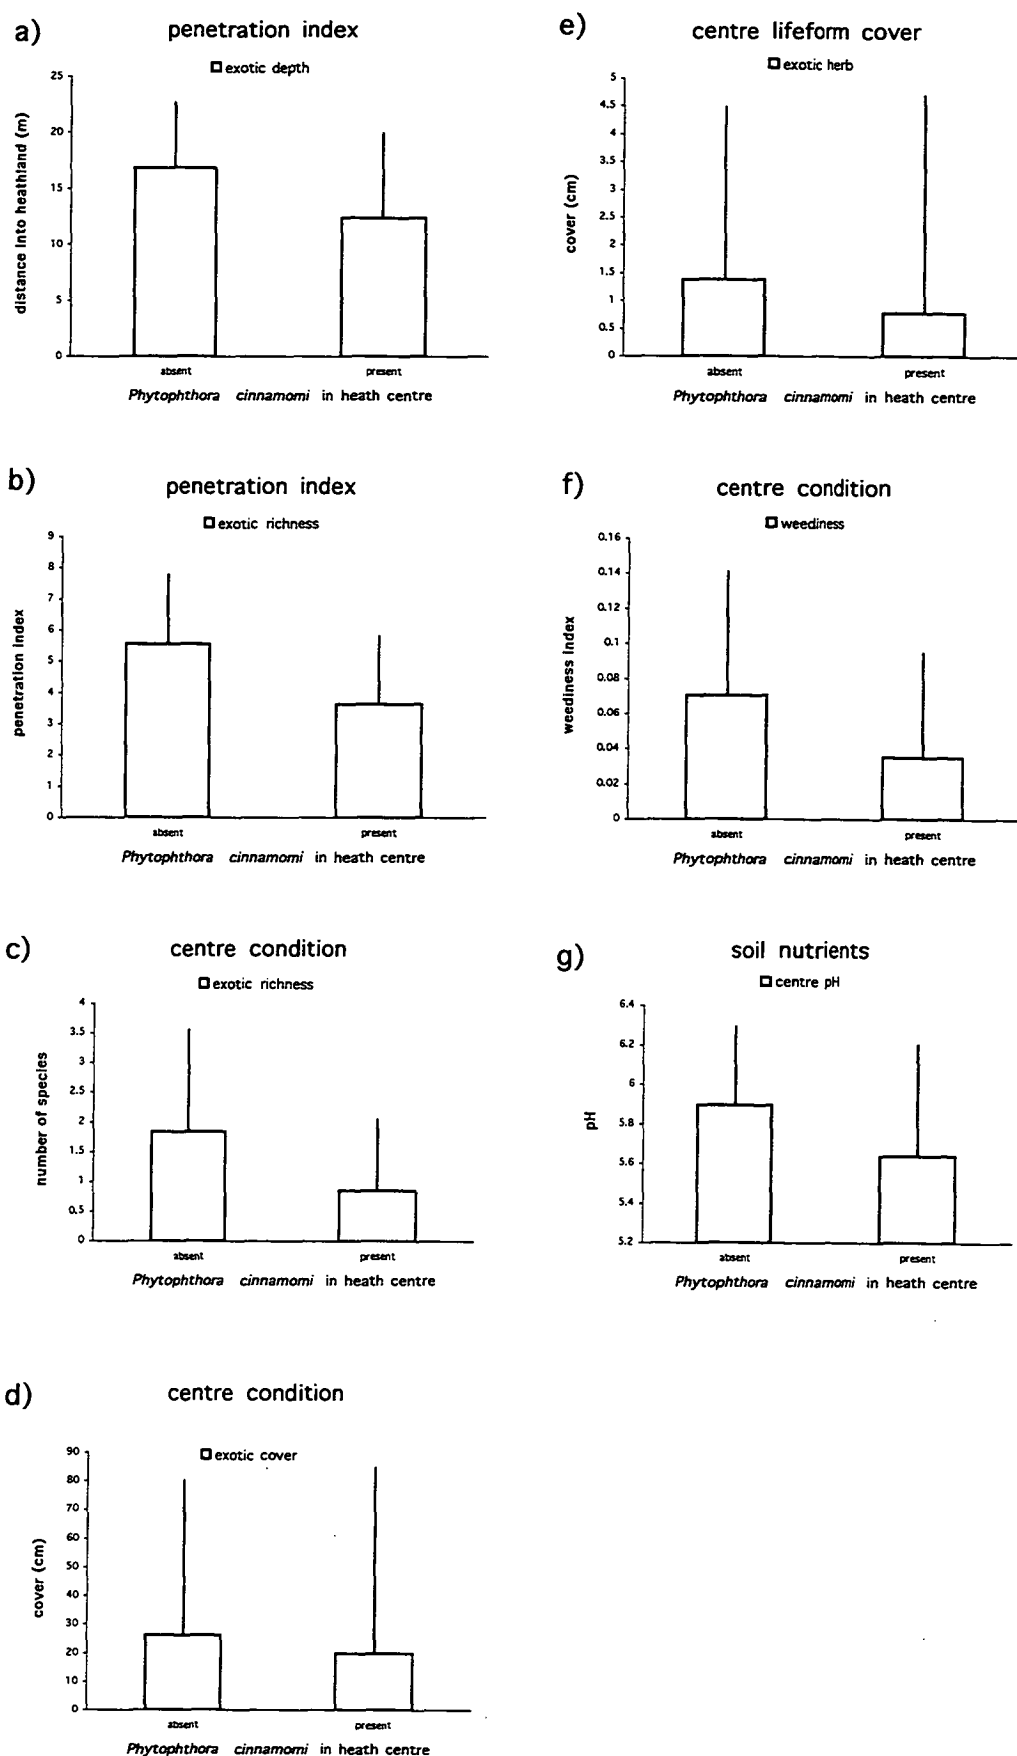 a)
penetration index
exotic depth
distance into heathland (m)
25
20
15
10
5
0
absent present
Phytophthora cinnamomi in heath centre
b)
penetration index
exotic richness
penetration index
9
8
7
6
5
4
3
2
1
0
absent present
Phytophthora cinnamomi in heath centre
c)
centre condition
exotic richness
number of species
4
3.5
3
2.5
2
1.5
1
0.5
0
absent present
Phytophthora cinnamomi in heath centre
d)
centre condition
exotic cover
cover (cm)
90
80
70
60
50
40
30
20
10
0
absent present
Phytophthora cinnamomi in heath centre
e)
centre lifeform cover
exotic herb
cover (cm)
5
4.5
4
3.5
3
2.5
2
1.5
1
0.5
0
absent present
Phytophthora cinnamomi in heath centre
f)
centre condition
weediness
weediness index
0.16
0.14
0.12
0.1
0.08
0.06
0.04
0.02
0
absent present
Phytophthora cinnamomi in heath centre
g)
soil nutrients
centre pH
pH
6.4
6.2
6
5.8
5.6
5.4
5.2
absent present
Phytophthora cinnamomi in heath centre